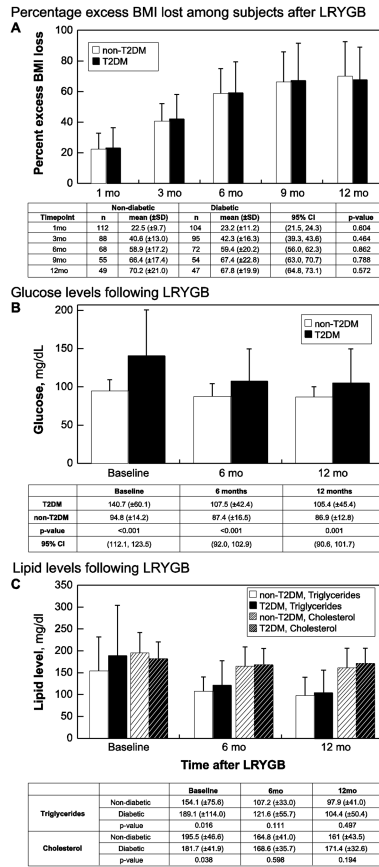 Percentage excess BMI lost among subjects after LRYGB
A
Percent excess BMI loss
100
80
60
40
20
0
non-T2DM
T2DM
1 mo 3 mo 6 mo 9 mo 12 mo
Non-diabetic Diabetic
Timepoint n mean (±SD) n mean (±SD) 95% CI p-value
1mo 112 22.5 (±9.7) 104 23.2 (±11.2) (21.5, 24.3) 0.604
3mo 88 40.6 (±13.0) 95 42.3 (±16.3) (39.3, 43.6) 0.464
6mo 68 58.9 (±17.2) 72 59.4 (±20.2) (56.0, 62.3) 0.862
9mo 55 66.4 (±17.4) 54 67.4 (±22.8) (63.0, 70.7) 0.788
12mo 49 70.2 (±21.0) 47 67.8 (±19.9) (64.8, 73.1) 0.572
Glucose levels following LRYGB
B
Glucose, mg/dL
200
150
100
50
0
non-T2DM
T2DM
Baseline 6 mo 12 mo
Baseline 6 months 12 months
T2DM 140.7 (±60.1) 107.5 (±42.4) 105.4 (±45.4)
non-T2DM 94.8 (±14.2) 87.4 (±16.5) 86.9 (±12.8)
p-value <0.001 <0.001 0.001
95% CI (112.1, 123.5) (92.0, 102.9) (90.6, 101.7)
Lipid levels following LRYGB
C
Lipid level, mg/dl
350
300
250
200
150
100
50
0
non-T2DM, Triglycerides
T2DM, Triglycerides
non-T2DM, Cholesterol
T2DM, Cholesterol
Baseline 6 mo 12 mo
Time after LRYGB
Baseline 6mo 12mo
Triglycerides Non-diabetic 154.1 (±75.6) 107.2 (±33.0) 97.9 (±41.0)
Diabetic 189.1 (±114.0) 121.6 (±55.7) 104.4 (±50.4)
p-value 0.016 0.111 0.497
Cholesterol Non-diabetic 195.5 (±46.6) 164.8 (±41.0) 161 (±43.5)
Diabetic 181.7 (±41.9) 168.6 (±35.7) 171.4 (±32.6)
p-value 0.038 0.598 0.194